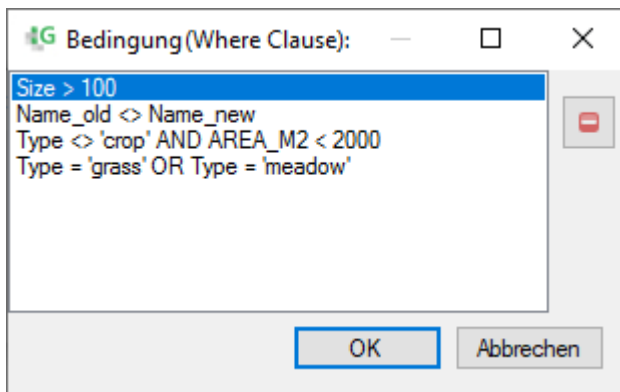 G Bedingung (Where Clause):
Size > 100
Name_old <> Name_new
Type <> 'crop' AND AREA_M2 < 2000
Type = 'grass' OR Type = 'meadow'
OK Abbrechen